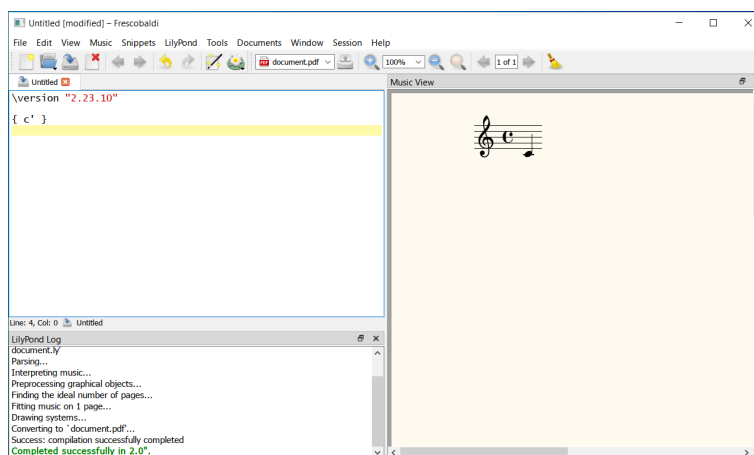 Untitled [modified] – Frescobaldi
File Edit View Music Snippets LilyPond Tools Documents Window Session Help
document.pdf 100% 1 of 1
Untitled
Music View
\version "2.23.10"
{ c' }
Line: 4, Col: 0 Untitled
LilyPond Log
document.ly'
Parsing...
Interpreting music...
Preprocessing graphical objects...
Finding the ideal number of pages...
Fitting music on 1 page...
Drawing systems...
Converting to `document.pdf'...
Success: compilation successfully completed
Completed successfully in 2.0".